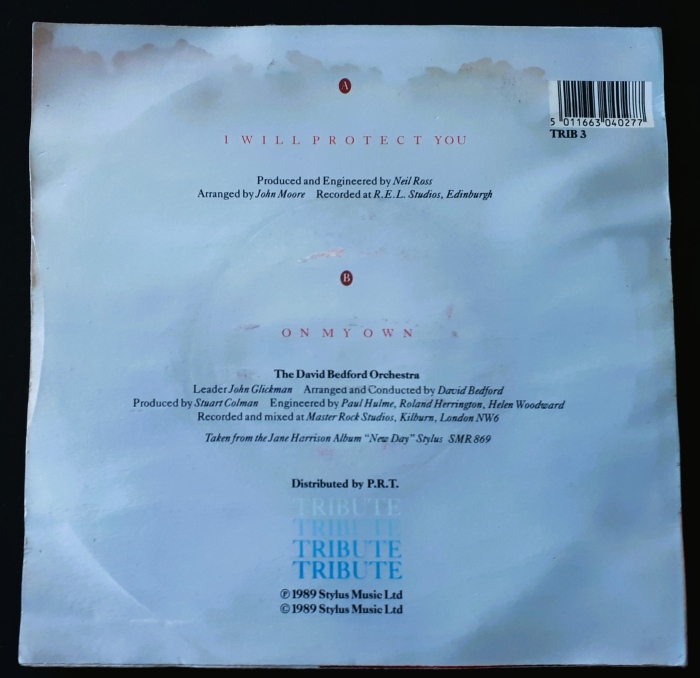 A
5 011663 040277
TRIB 3
I WILL PROTECT YOU
Produced and Engineered by Neil Ross
Arranged by John Moore Recorded at R.E.L. Studios, Edinburgh
B
ON MY OWN
The David Bedford Orchestra
Leader John Glickman Arranged and Conducted by David Bedford
Produced by Stuart Colman Engineered by Paul Hulme, Roland Herrington, Helen Woodward
Recorded and mixed at Master Rock Studios, Kilburn, London NW6
Taken from the Jane Harrison Album "New Day" Stylus SMR 869
Distributed by P.R.T.
TRIBUTE
TRIBUTE
TRIBUTE
TRIBUTE
℗ 1989 Stylus Music Ltd
© 1989 Stylus Music Ltd